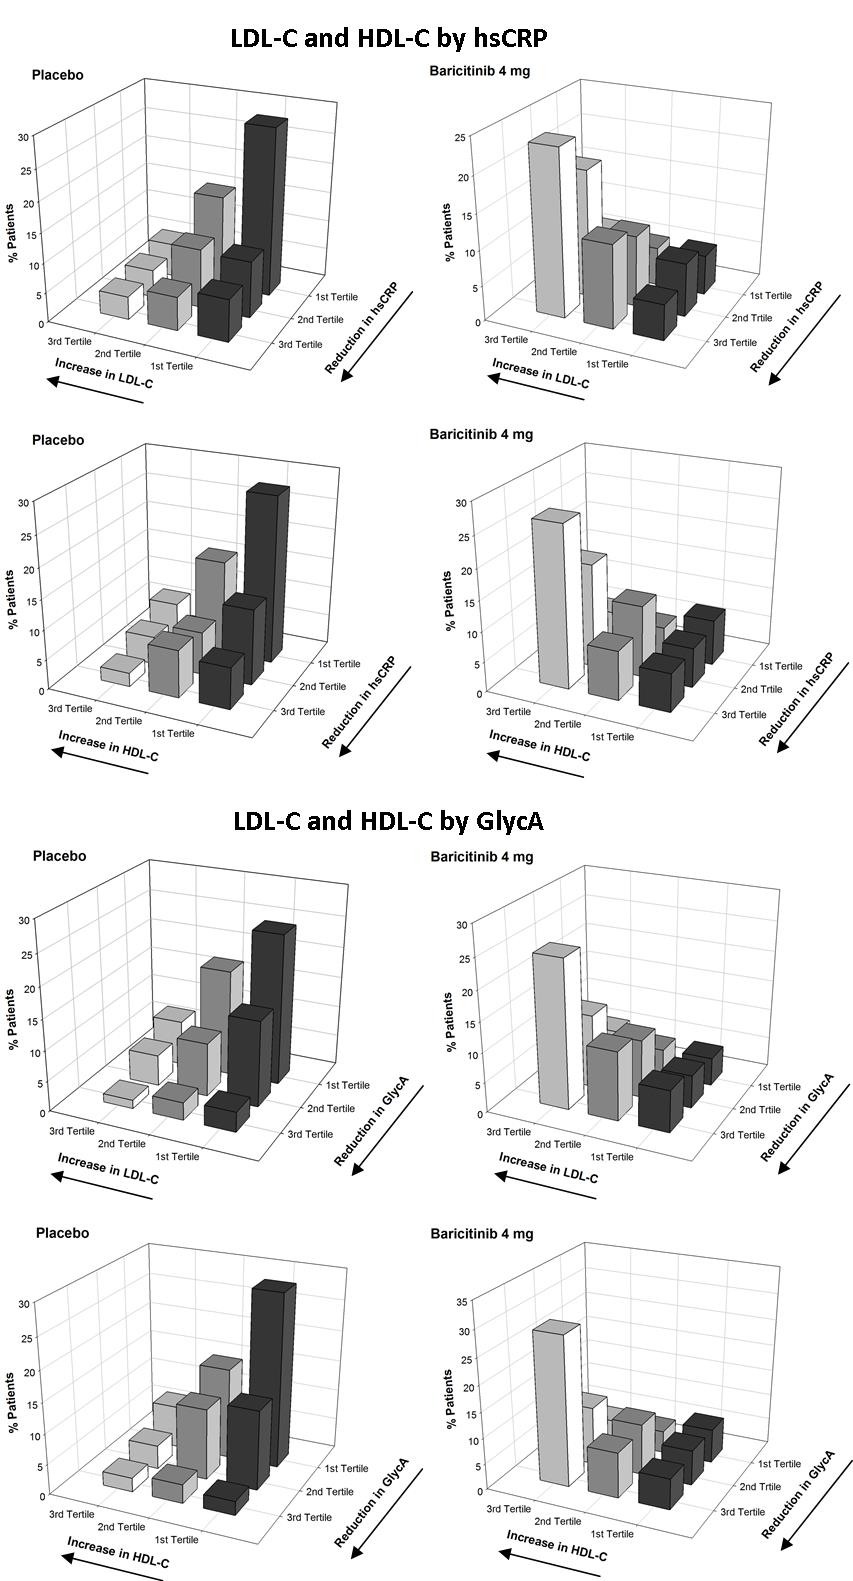 LDL-C and HDL-C by hsCRP
Placebo
30
25
20
15
10
5
0
% Patients
3rd Tertile
2nd Tertile
1st Tertile
1st Tertile
2nd Tertile
3rd Tertile
Increase in LDL-C
Reduction in hsCRP
Baricitinib 4 mg
25
20
15
10
5
0
% Patients
3rd Tertile
2nd Tertile
1st Tertile
1st Tertile
2nd Trtile
3rd Tertile
Increase in LDL-C
Reduction in hsCRP
Placebo
30
25
20
15
10
5
0
% Patients
3rd Tertile
2nd Tertile
1st Tertile
1st Tertile
2nd Tertile
3rd Tertile
Increase in HDL-C
Reduction in hsCRP
Baricitinib 4 mg
30
25
20
15
10
5
0
% Patients
3rd Tertile
2nd Tertile
1st Tertile
1st Tertile
2nd Trtile
3rd Tertile
Increase in HDL-C
Reduction in hsCRP
LDL-C and HDL-C by GlycA
Placebo
30
25
20
15
10
5
0
% Patients
3rd Tertile
2nd Tertile
1st Tertile
1st Tertile
2nd Tertile
3rd Tertile
Increase in LDL-C
Reduction in GlycA
Baricitinib 4 mg
30
25
20
15
10
5
0
% Patients
3rd Tertile
2nd Tertile
1st Tertile
1st Tertile
2nd Trtile
3rd Tertile
Increase in LDL-C
Reduction in GlycA
Placebo
30
25
20
15
10
5
0
% Patients
3rd Tertile
2nd Tertile
1st Tertile
1st Tertile
2nd Tertile
3rd Tertile
Increase in HDL-C
Reduction in GlycA
Baricitinib 4 mg
35
30
25
20
15
10
5
0
% Patients
3rd Tertile
2nd Tertile
1st Tertile
1st Tertile
2nd Trtile
3rd Tertile
Increase in HDL-C
Reduction in GlycA